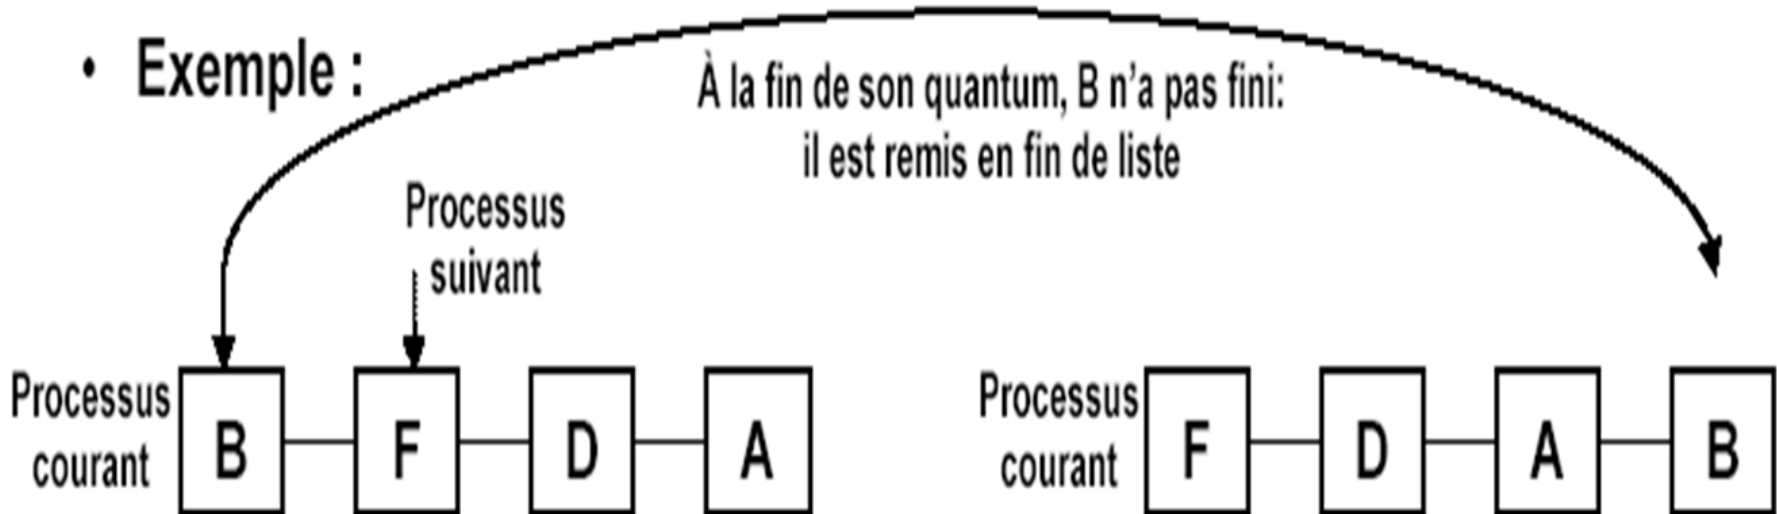 • Exemple :
À la fin de son quantum, B n'a pas fini:
il est remis en fin de liste
Processus
suivant
Processus
courant
B F D A
Processus
courant
F D A B